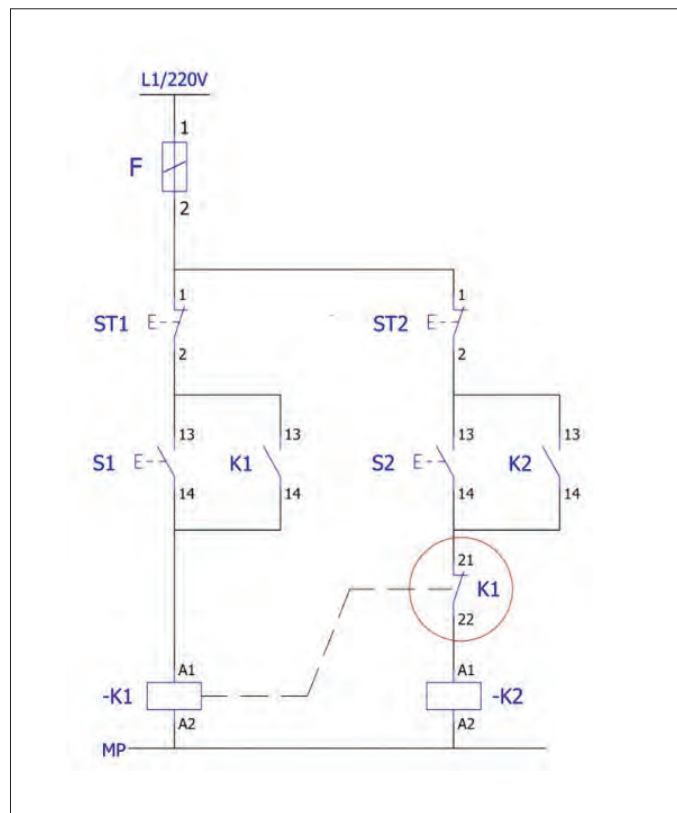 L1/220V
1
F
2
1 1
ST1 E ST2 E
2 2
13 13 13 13
S1 E K1 S2 E K2
14 14 14 14
21
K1
22
A1 A1
-K1 -K2
A2 A2
MP